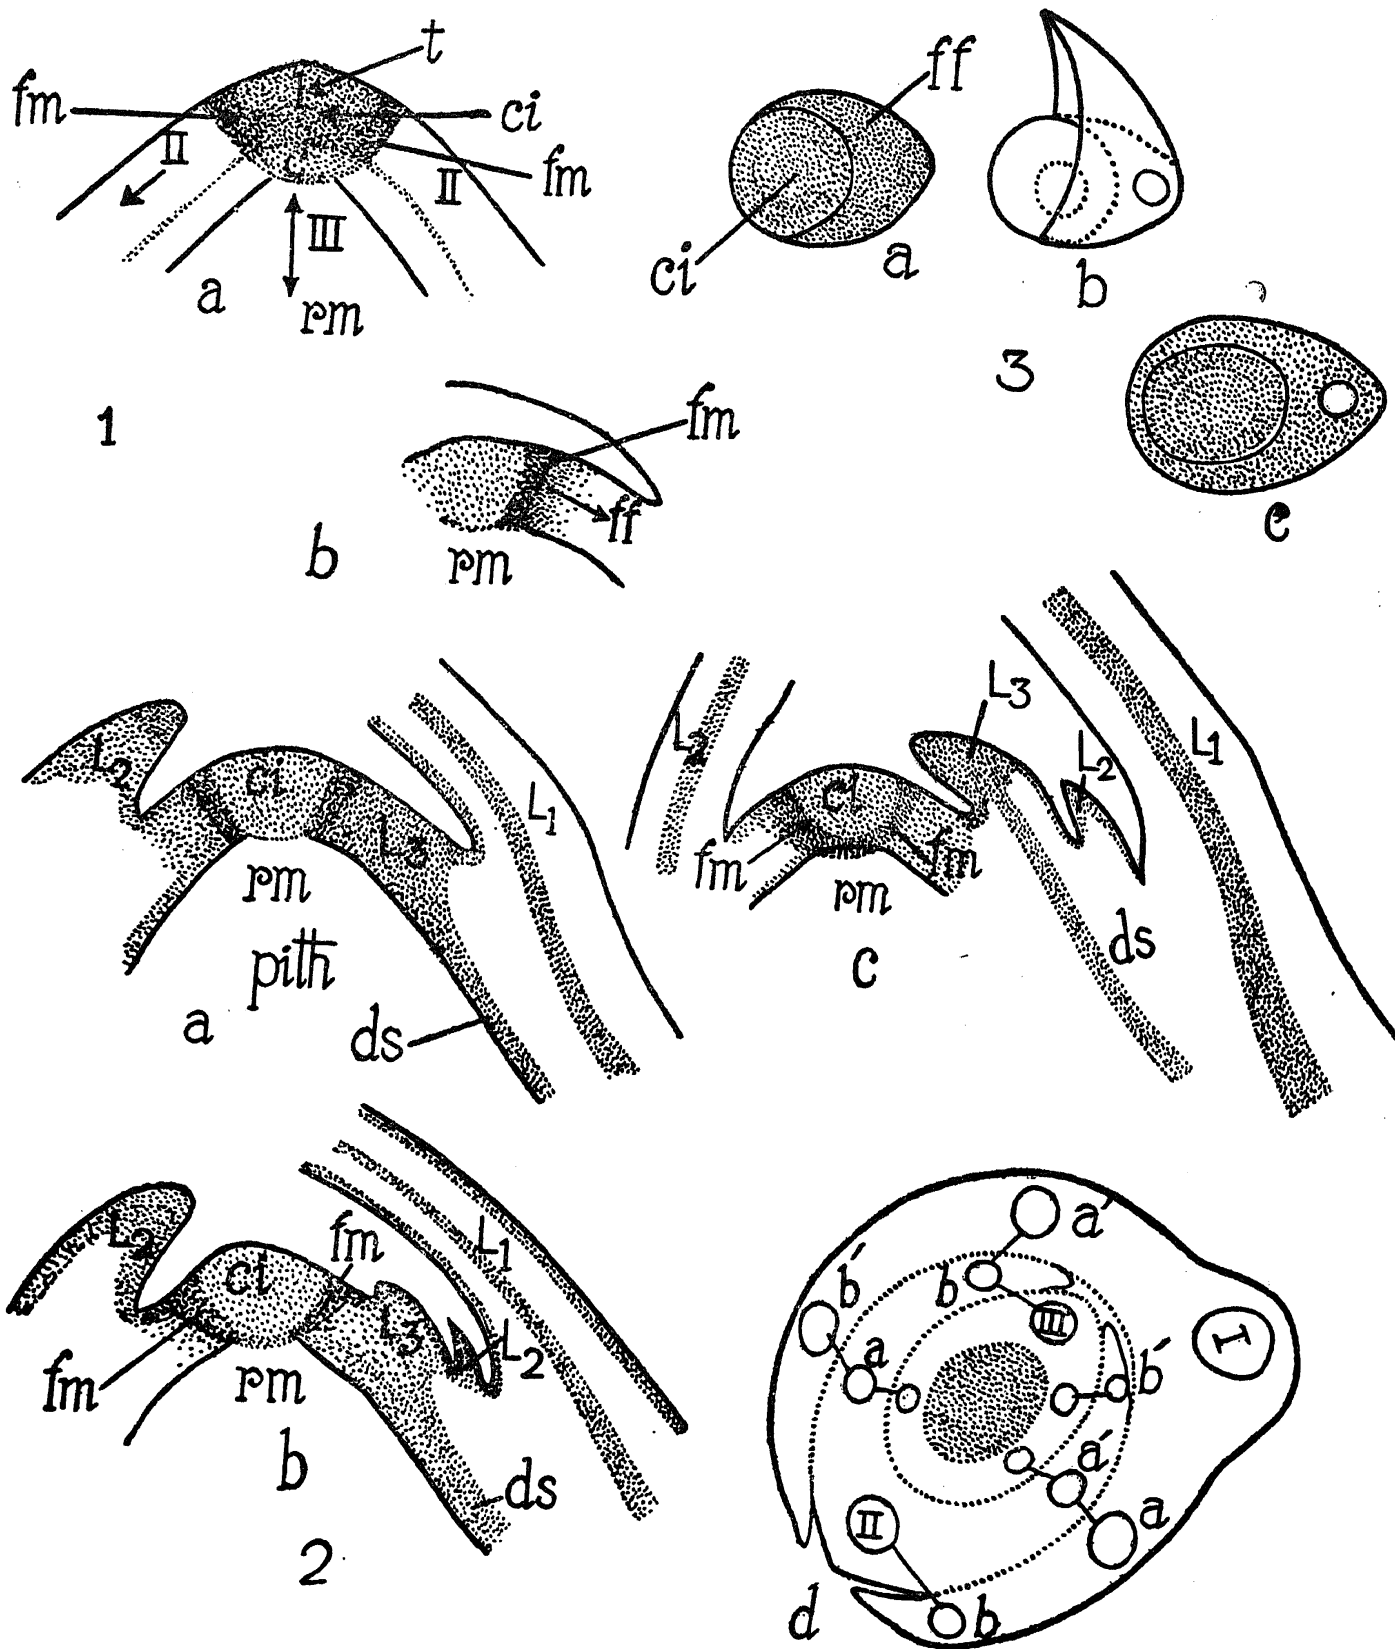 t
fm
ci
II
fm
II
III
a
rm
1
fm
ff
rm
b
ff
ci
a
b
3
e
L2
ci
L3
L1
rm
pith
a
ds
L2
L3
L2
L1
ci
fm
fm
rm
ds
c
L2
ci
fm
L1
L3
L2
fm
rm
b
ds
2
a′
b′
b
III
I
a
b′
a′
II
a
b
d